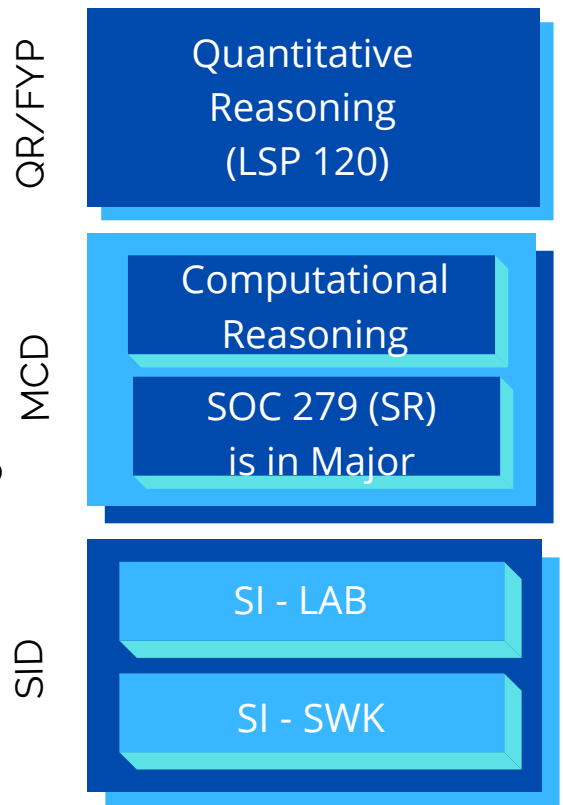 QR/FYP
Quantitative
Reasoning
(LSP 120)
MCD
Computational
Reasoning
SOC 279 (SR)
is in Major
SID
SI - LAB
SI - SWK